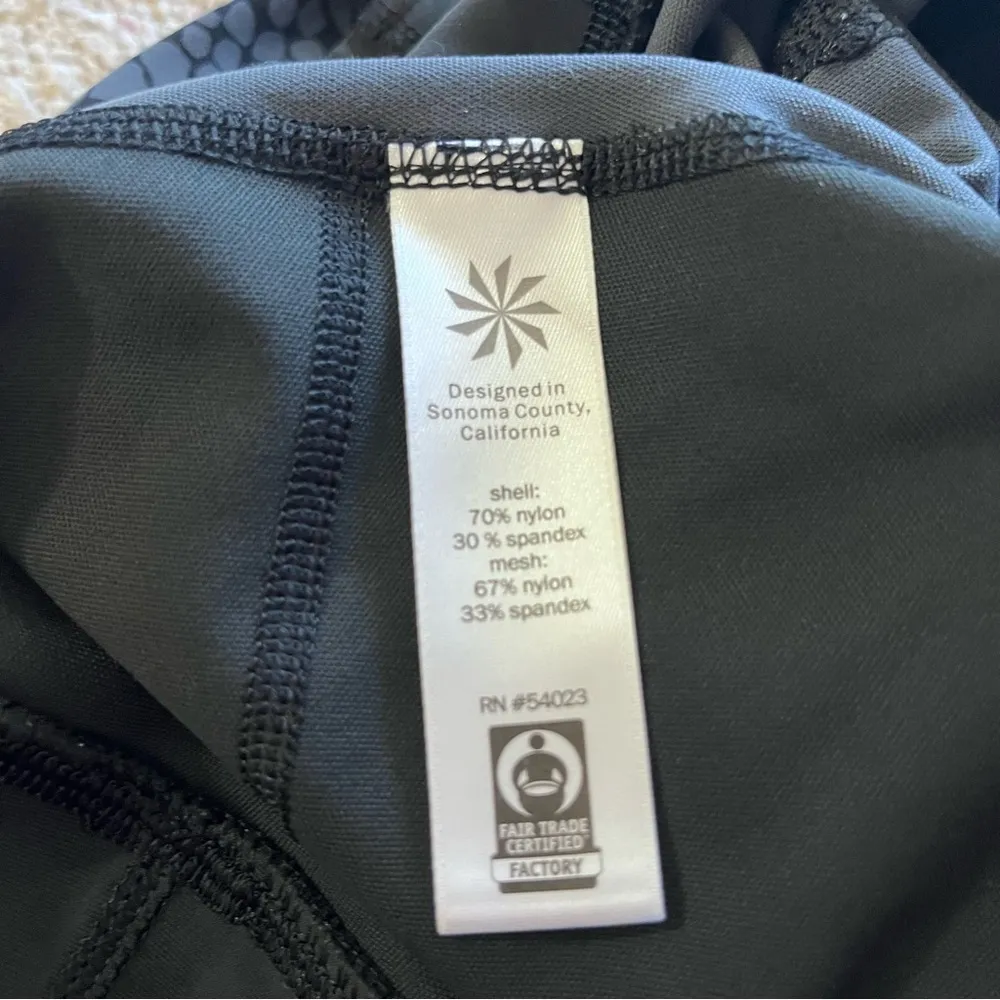 Designed in
Sonoma County,
California
shell:
70% nylon
30 % spandex
mesh:
67% nylon
33% spandex
RN #54023
FAIR TRADE
CERTIFIED
FACTORY